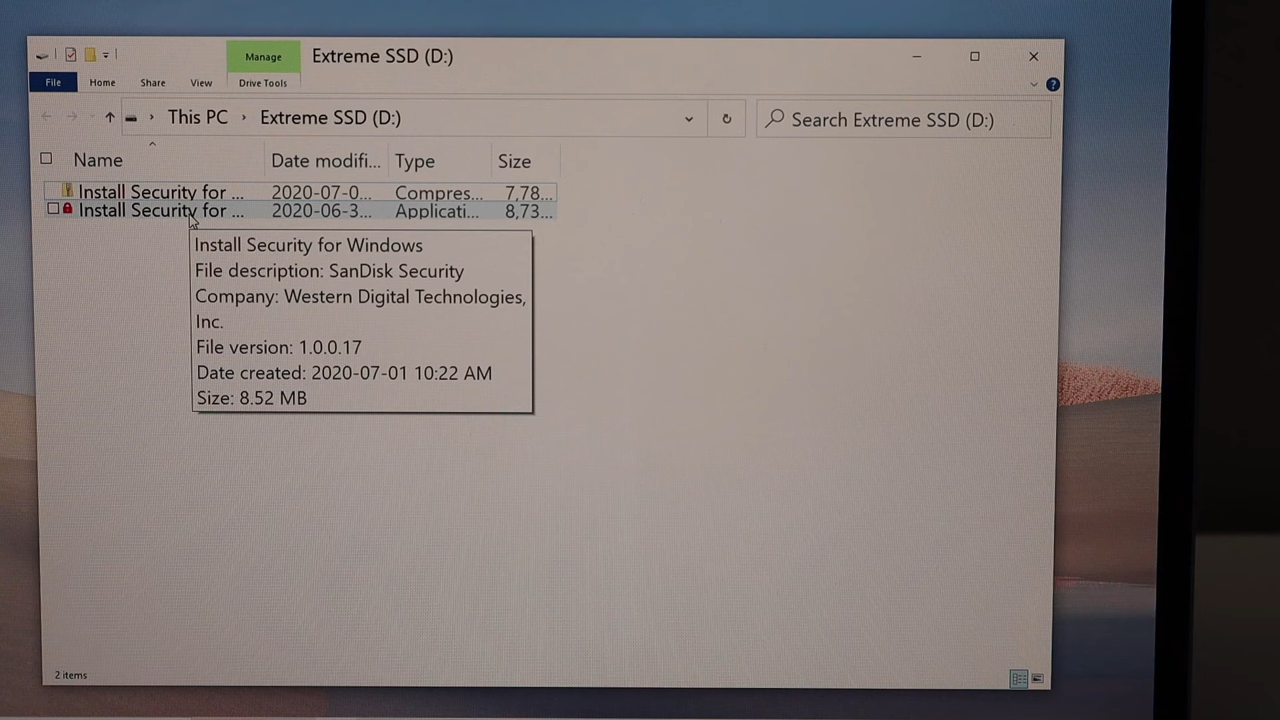 Manage
Extreme SSD (D:)
File
Home
Share
View
Drive Tools
This PC
Extreme SSD (D:)
Search Extreme SSD (D:)
Name
Date modifi...
Type
Size
Install Security for ...
2020-07-0...
Compres...
7,78...
Install Security for ...
2020-06-3...
Applicati...
8,73...
Install Security for Windows
File description: SanDisk Security
Company: Western Digital Technologies,
Inc.
File version: 1.0.0.17
Date created: 2020-07-01 10:22 AM
Size: 8.52 MB
2 items